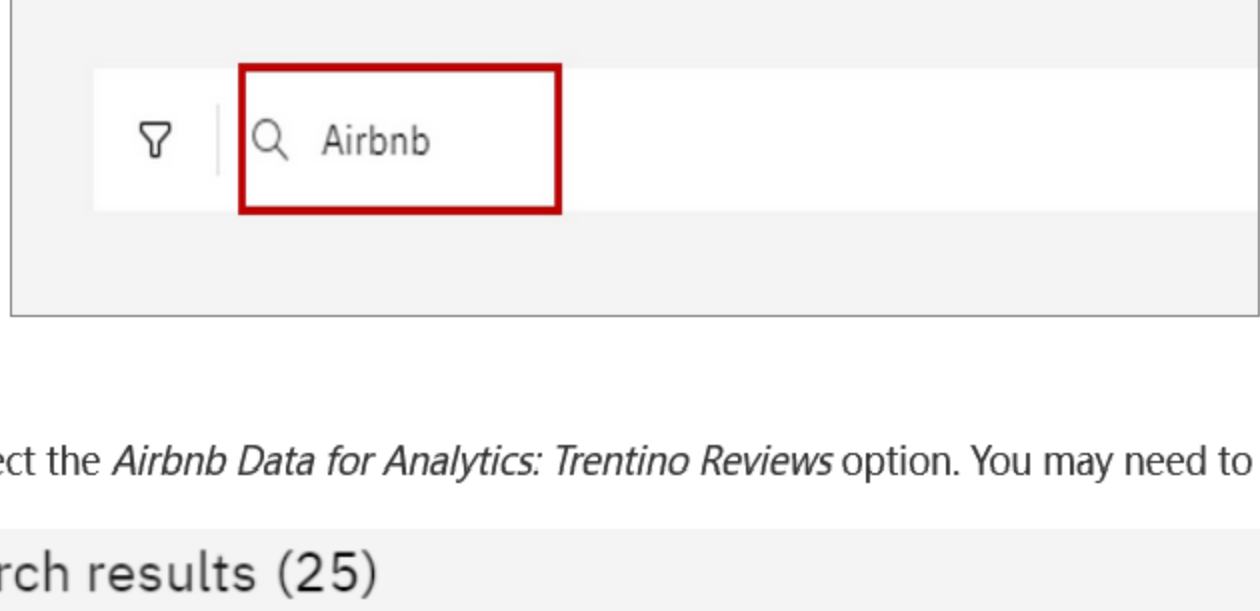 Airbnb
ect the Airbnb Data for Analytics: Trentino Reviews option. You may need to
rch results (25)